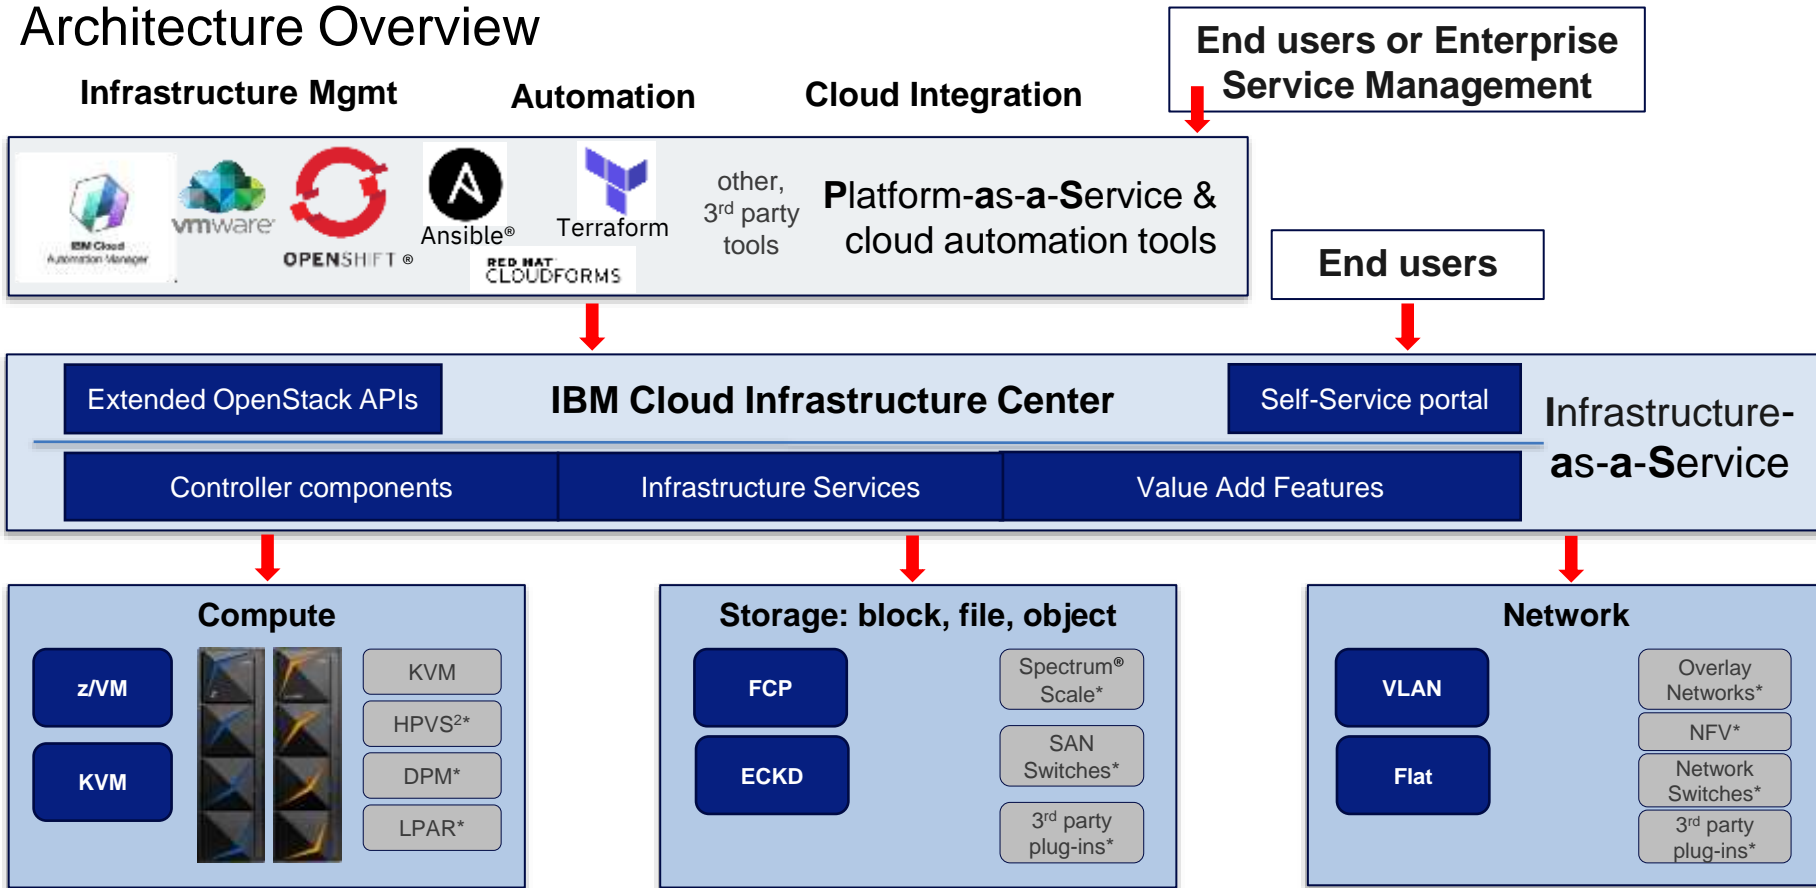 Architecture Overview
End users or Enterprise
Service Management
Infrastructure Mgmt
Automation
Cloud Integration
IBM Cloud
Automation Manager
vmware®
OPENSHIFT ®
Ansible®
Terraform
RED HAT
CLOUDFORMS
other,
3rd party
tools
Platform-as-a-Service &
cloud automation tools
End users
Extended OpenStack APIs
IBM Cloud Infrastructure Center
Self-Service portal
Infrastructure-
as-a-Service
Controller components
Infrastructure Services
Value Add Features
Compute
z/VM
KVM
KVM
HPVS2*
DPM*
LPAR*
Storage: block, file, object
FCP
ECKD
Spectrum®
Scale*
SAN
Switches*
3rd party
plug-ins*
Network
VLAN
Flat
Overlay
Networks*
NFV*
Network
Switches*
3rd party
plug-ins*